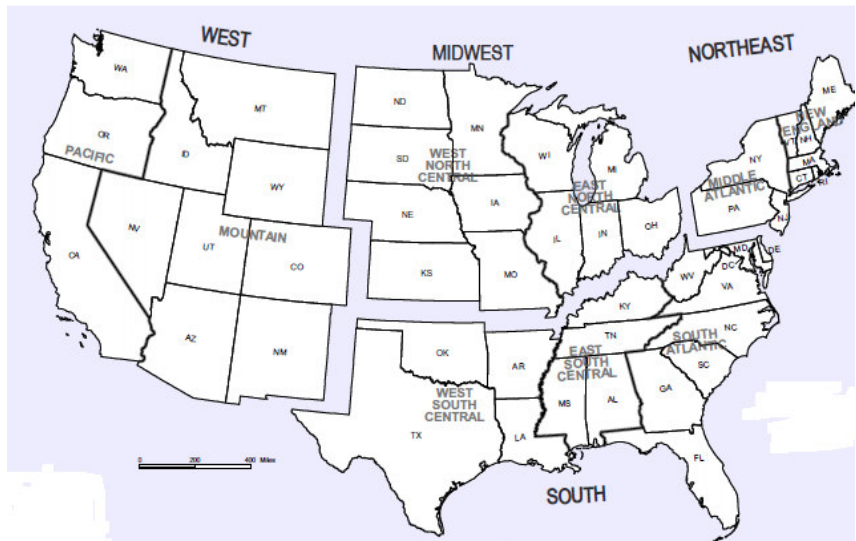 WEST
MIDWEST
NORTHEAST
WA
MT
ND
MN
ME
OR
PACIFIC
ID
SD
WEST
NORTH
CENTRAL
WI
MI
NY
VT
NH
NEW
ENGLAND
MA
CT
RI
WY
NE
IA
EAST
NORTH
CENTRAL
MIDDLE
ATLANTIC
PA
NJ
NV
UT
MOUNTAIN
CO
KS
MO
IL
IN
OH
CA
WV
MD
DE
DC
VA
KY
AZ
NM
OK
AR
TN
NC
SOUTH
ATLANTIC
SC
EAST
SOUTH
CENTRAL
MS
AL
GA
WEST
SOUTH
CENTRAL
TX
LA
FL
0 200 400 Miles
SOUTH